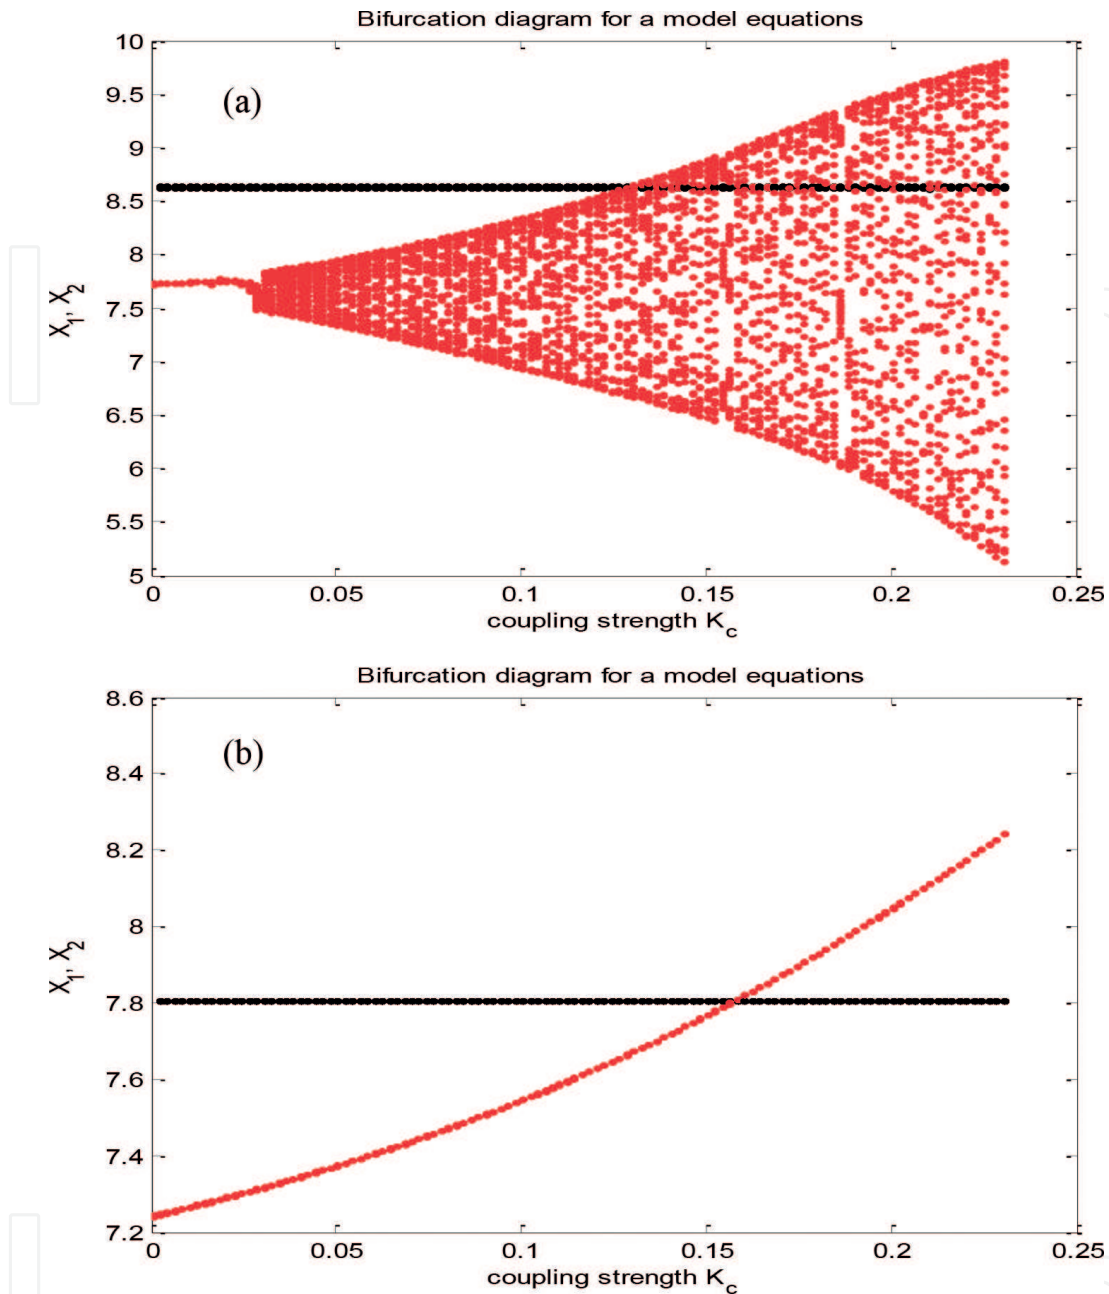 Bifurcation diagram for a model equations
(a)
10
9.5
9
8.5
8
7.5
7
6.5
6
5.5
5
X1, X2
0 0.05 0.1 0.15 0.2 0.25
coupling strength Kc
Bifurcation diagram for a model equations
(b)
8.6
8.4
8.2
8
7.8
7.6
7.4
7.2
X1, X2
0 0.05 0.1 0.15 0.2 0.25
coupling strength Kc